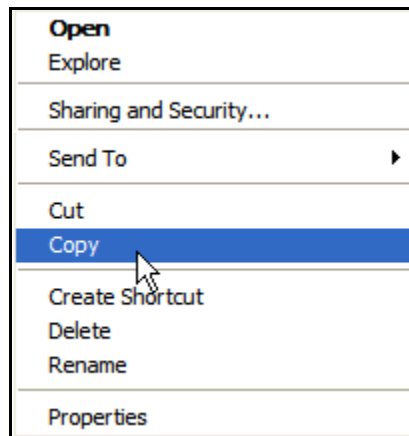 Open
Explore
Sharing and Security...
Send To
Cut
Copy
Create Shortcut
Delete
Rename
Properties